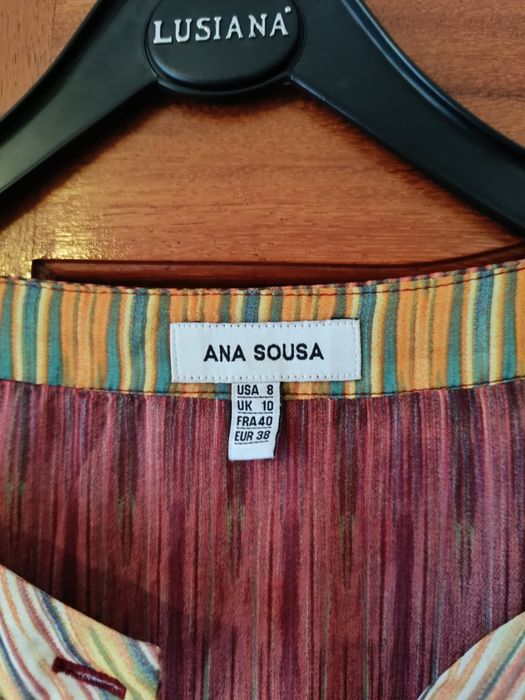 LUSIANA
ANA SOUSA
USA 8
UK 10
FRA 40
EUR 38